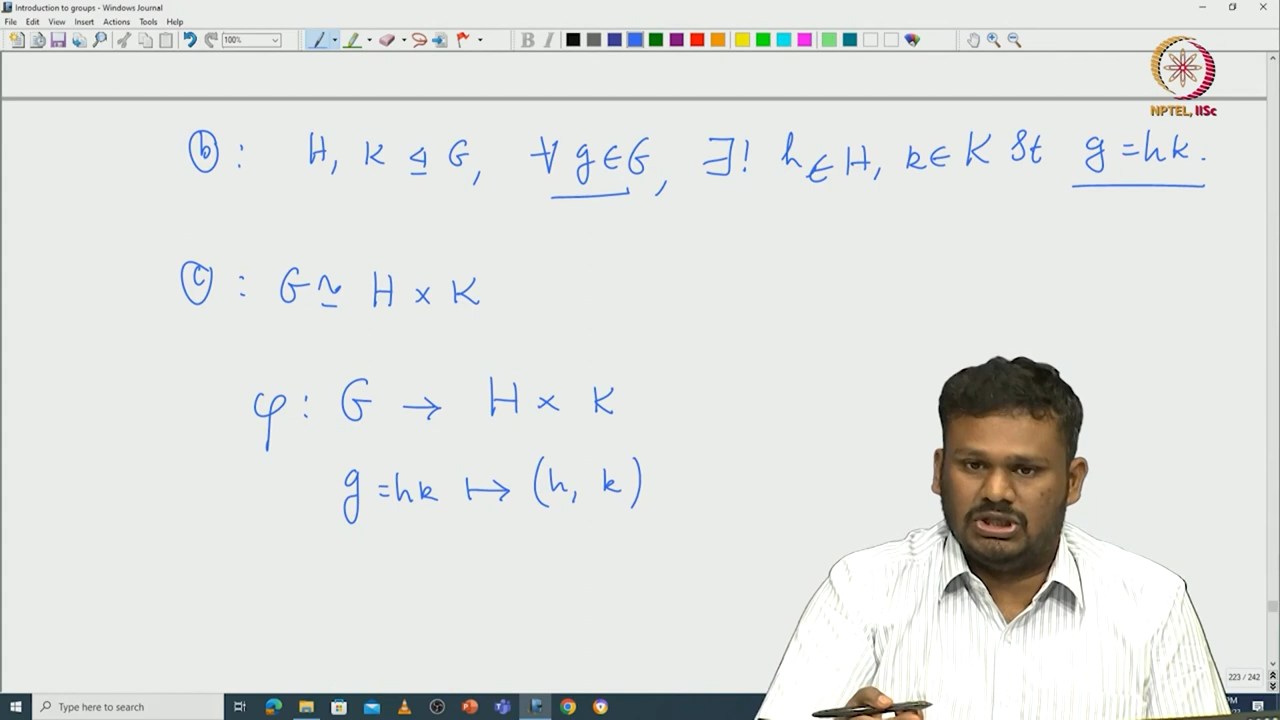 Introduction to groups - Windows Journal
File Edit View Insert Actions Tools Help
100%
B I
NPTEL, IISc
ⓑ : H, K ⊴ G, ∀ g ∈ G, ∃! h ∈ H, k ∈ K St g = hk.
ⓒ : G ≃ H × K
φ : G → H × K
g = hk ↦ (h, k)
223 / 242
Type here to search